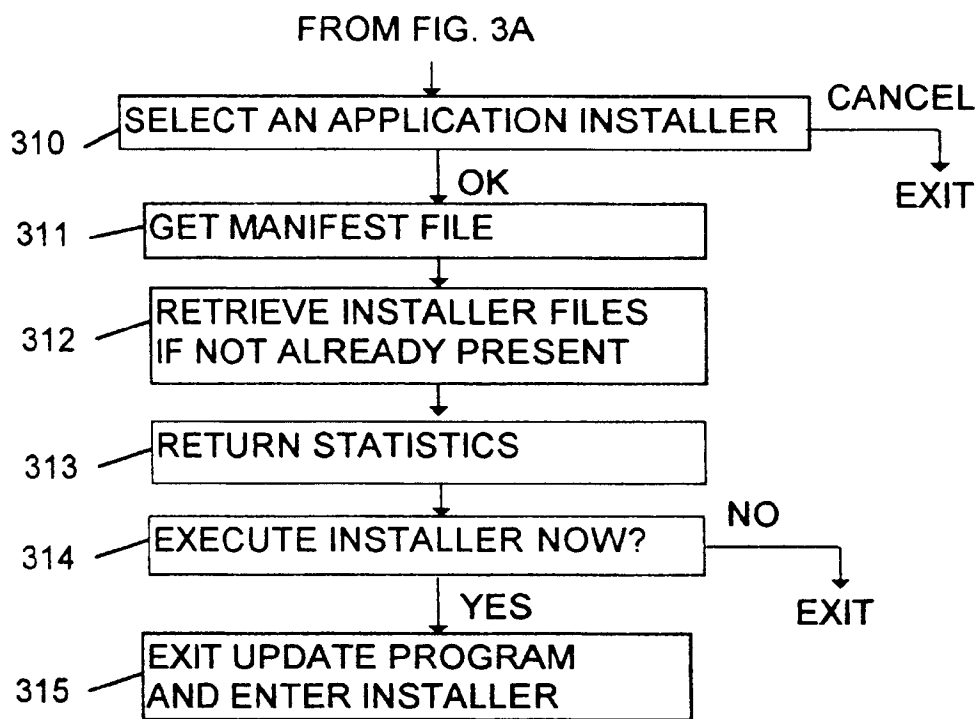 FROM FIG. 3A
310
SELECT AN APPLICATION INSTALLER
CANCEL
EXIT
OK
311
GET MANIFEST FILE
312
RETRIEVE INSTALLER FILES
IF NOT ALREADY PRESENT
313
RETURN STATISTICS
314
EXECUTE INSTALLER NOW?
NO
EXIT
YES
315
EXIT UPDATE PROGRAM
AND ENTER INSTALLER